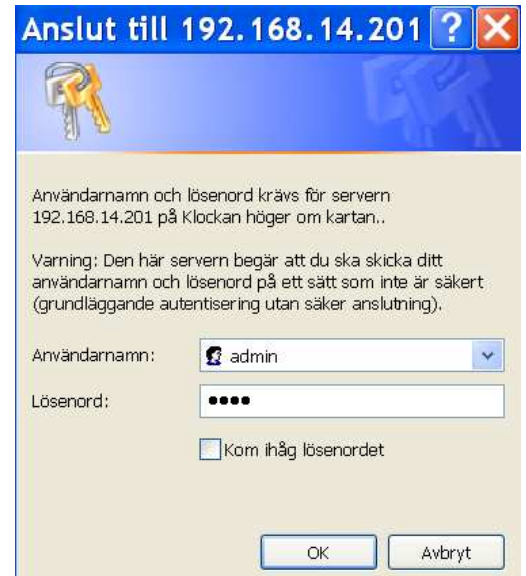 Anslut till 192.168.14.201
Användarnamn och lösenord krävs för servern
192.168.14.201 på Klockan höger om kartan..
Varning: Den här servern begär att du ska skicka ditt
användarnamn och lösenord på ett sätt som inte är säkert
(grundläggande autentisering utan säker anslutning).
Användarnamn: admin
Lösenord: ●●●●
Kom ihåg lösenordet
OK Avbryt